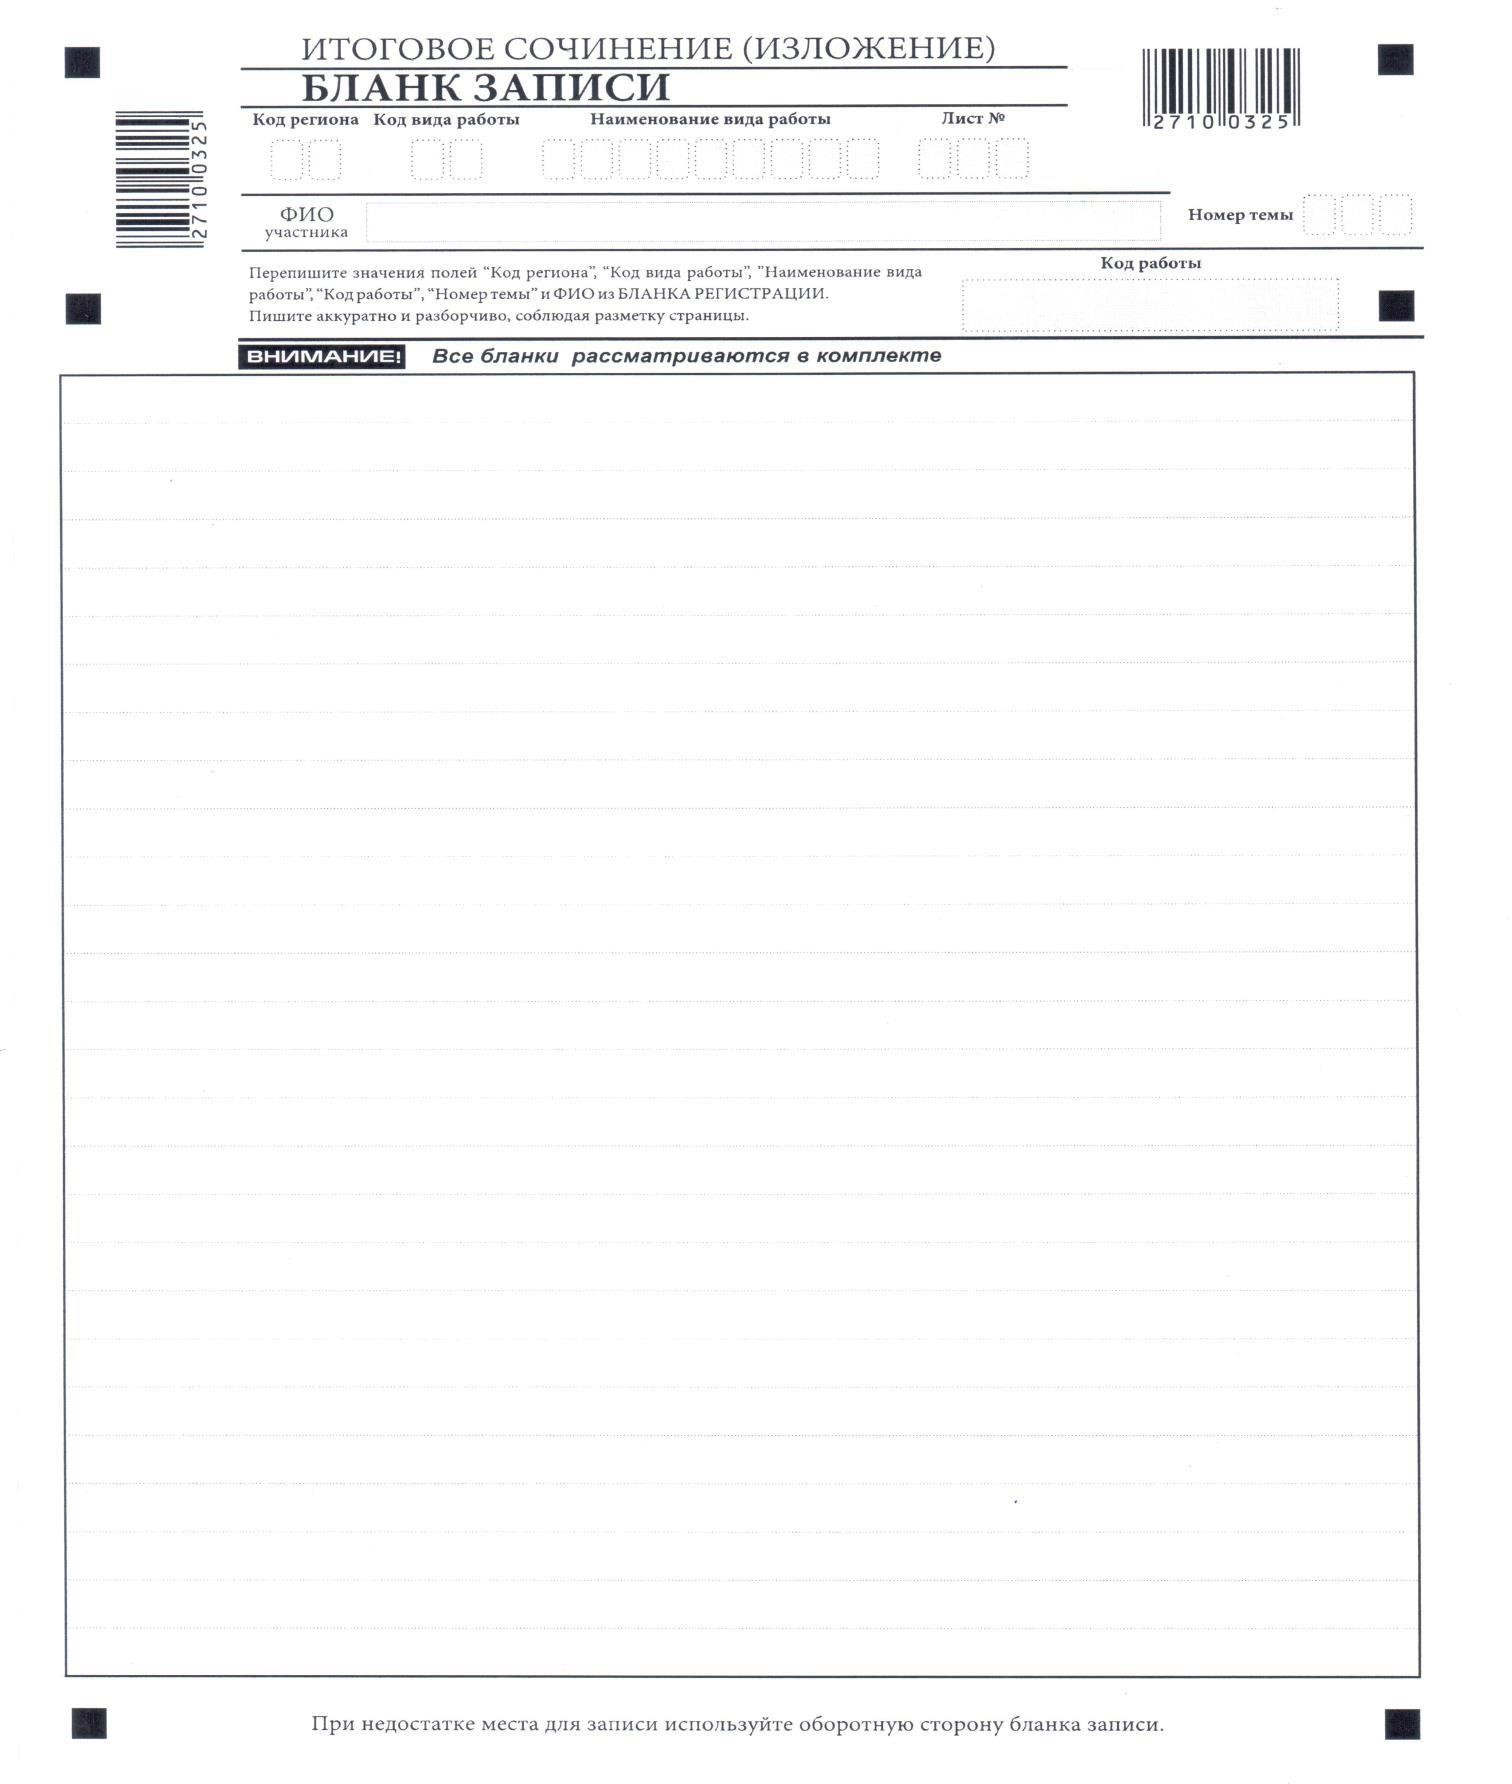 ИТОГОВОЕ СОЧИНЕНИЕ (ИЗЛОЖЕНИЕ)
БЛАНК ЗАПИСИ
2710 0325
2710 0325
Код региона Код вида работы Наименование вида работы Лист №
ФИО
участника
Номер темы
Код работы
Перепишите значения полей “Код региона”, “Код вида работы”, ”Наименование вида
работы”, “Код работы”, “Номер темы” и ФИО из БЛАНКА РЕГИСТРАЦИИ.
Пишите аккуратно и разборчиво, соблюдая разметку страницы.
ВНИМАНИЕ! Все бланки рассматриваются в комплекте
При недостатке места для записи используйте оборотную сторону бланка записи.